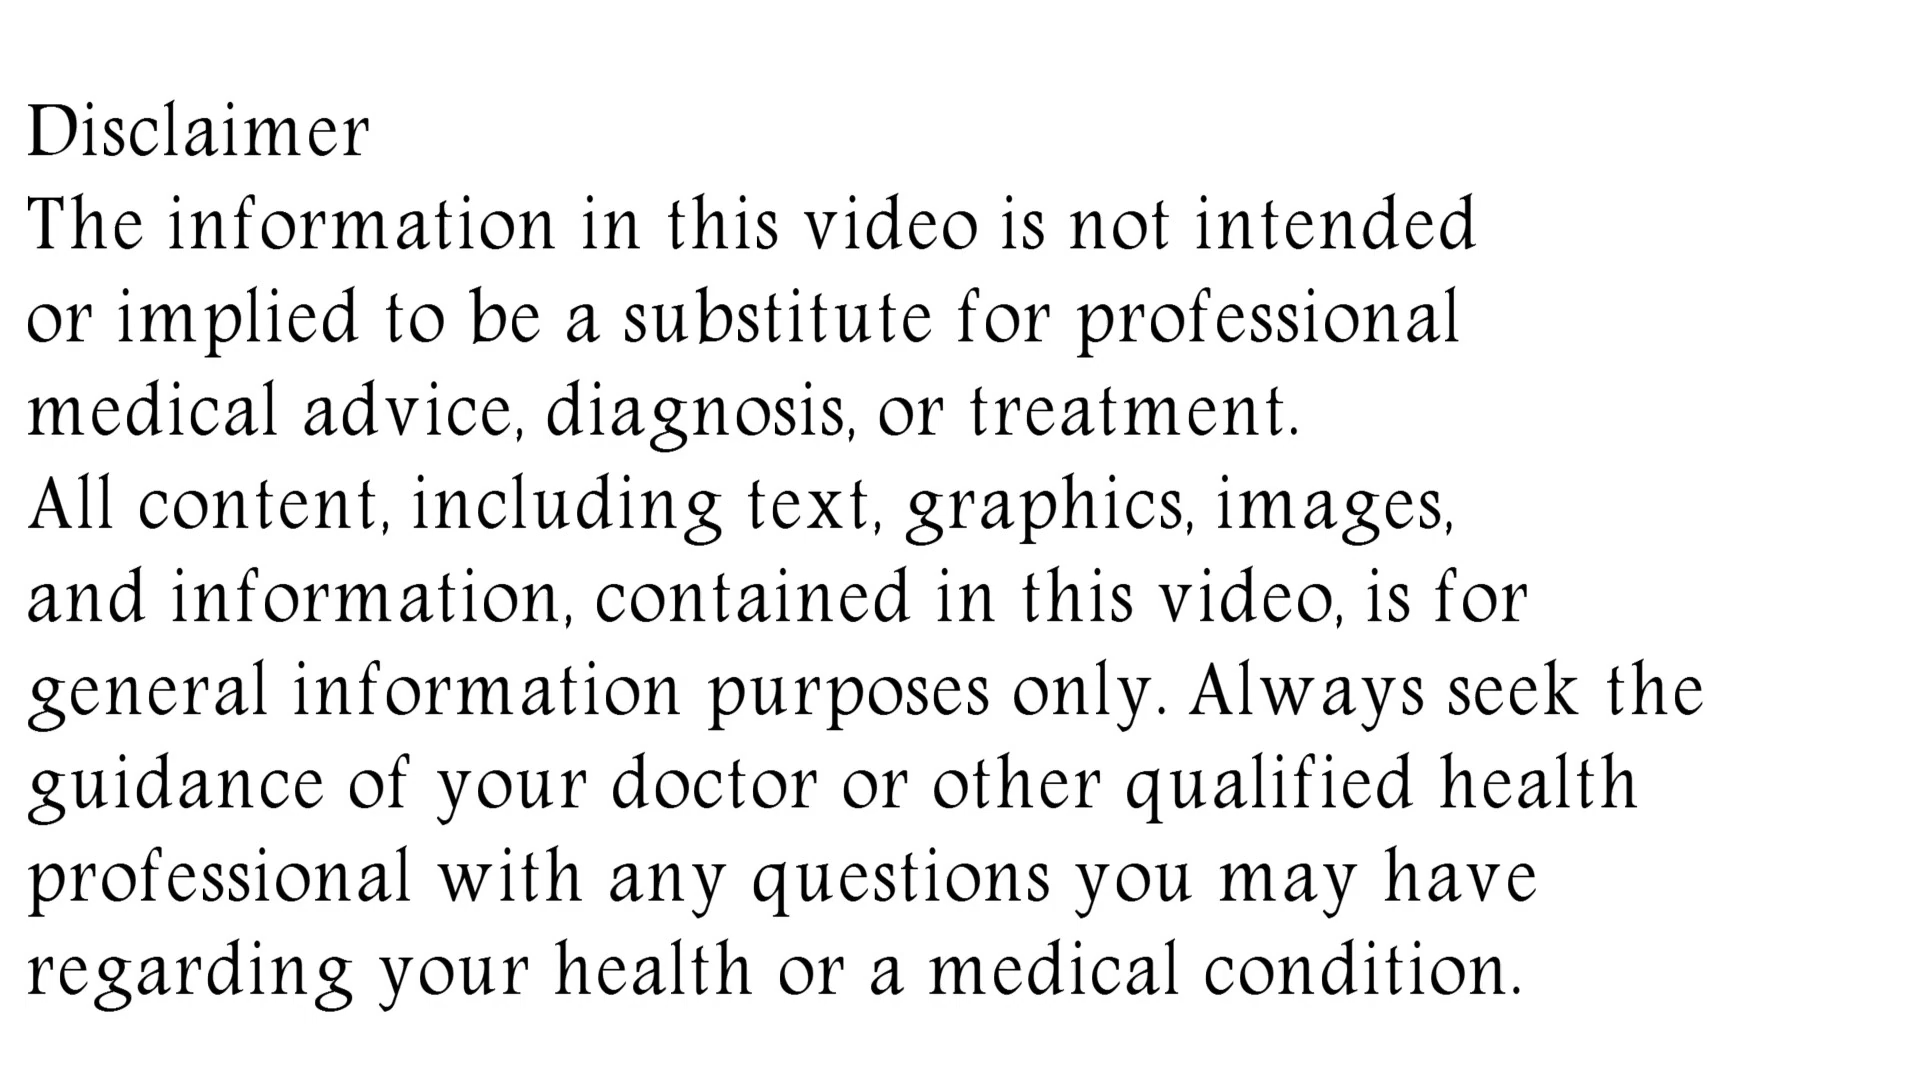 Disclaimer
The information in this video is not intended
or implied to be a substitute for professional
medical advice, diagnosis, or treatment.
All content, including text, graphics, images,
and information, contained in this video, is for
general information purposes only. Always seek the
guidance of your doctor or other qualified health
professional with any questions you may have
regarding your health or a medical condition.